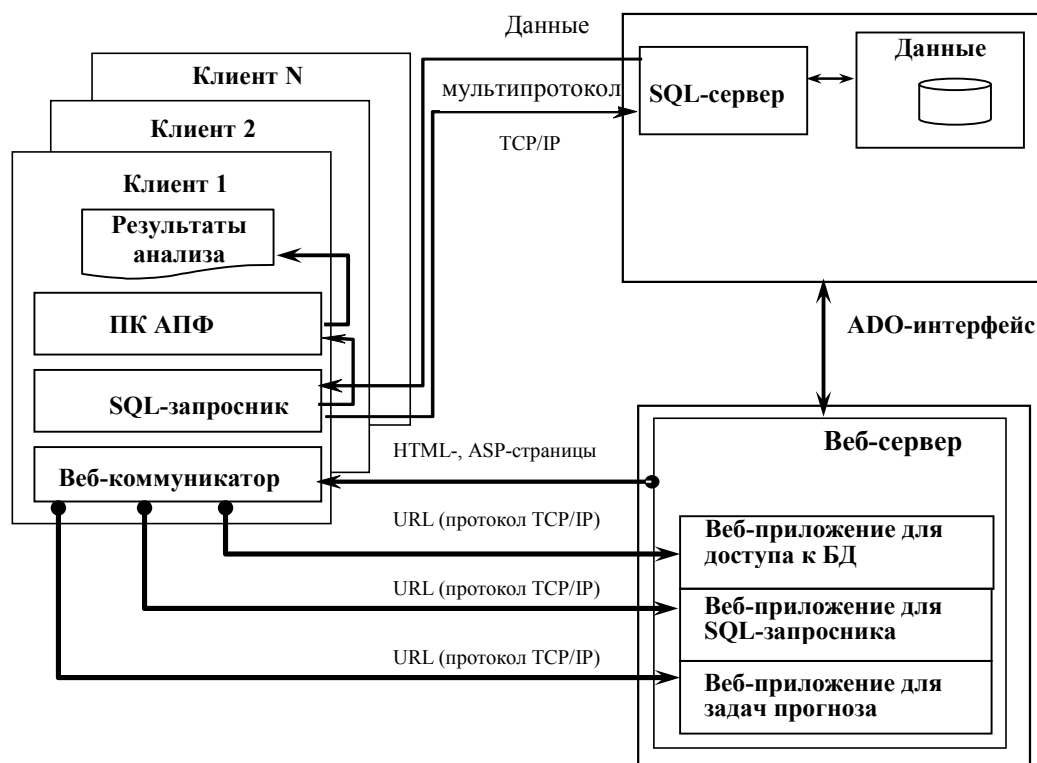 Данные
Клиент N
мультипротокол
TCP/IP
SQL-сервер
Данные
Клиент 2
Клиент 1
Результаты
анализа
ПК АПФ
SQL-запросник
Веб-коммуникатор
ADO-интерфейс
Веб-сервер
HTML-, ASP-страницы
URL (протокол TCP/IP)
Веб-приложение для
доступа к БД
URL (протокол TCP/IP)
Веб-приложение для
SQL-запросника
URL (протокол TCP/IP)
Веб-приложение для
задач прогноза